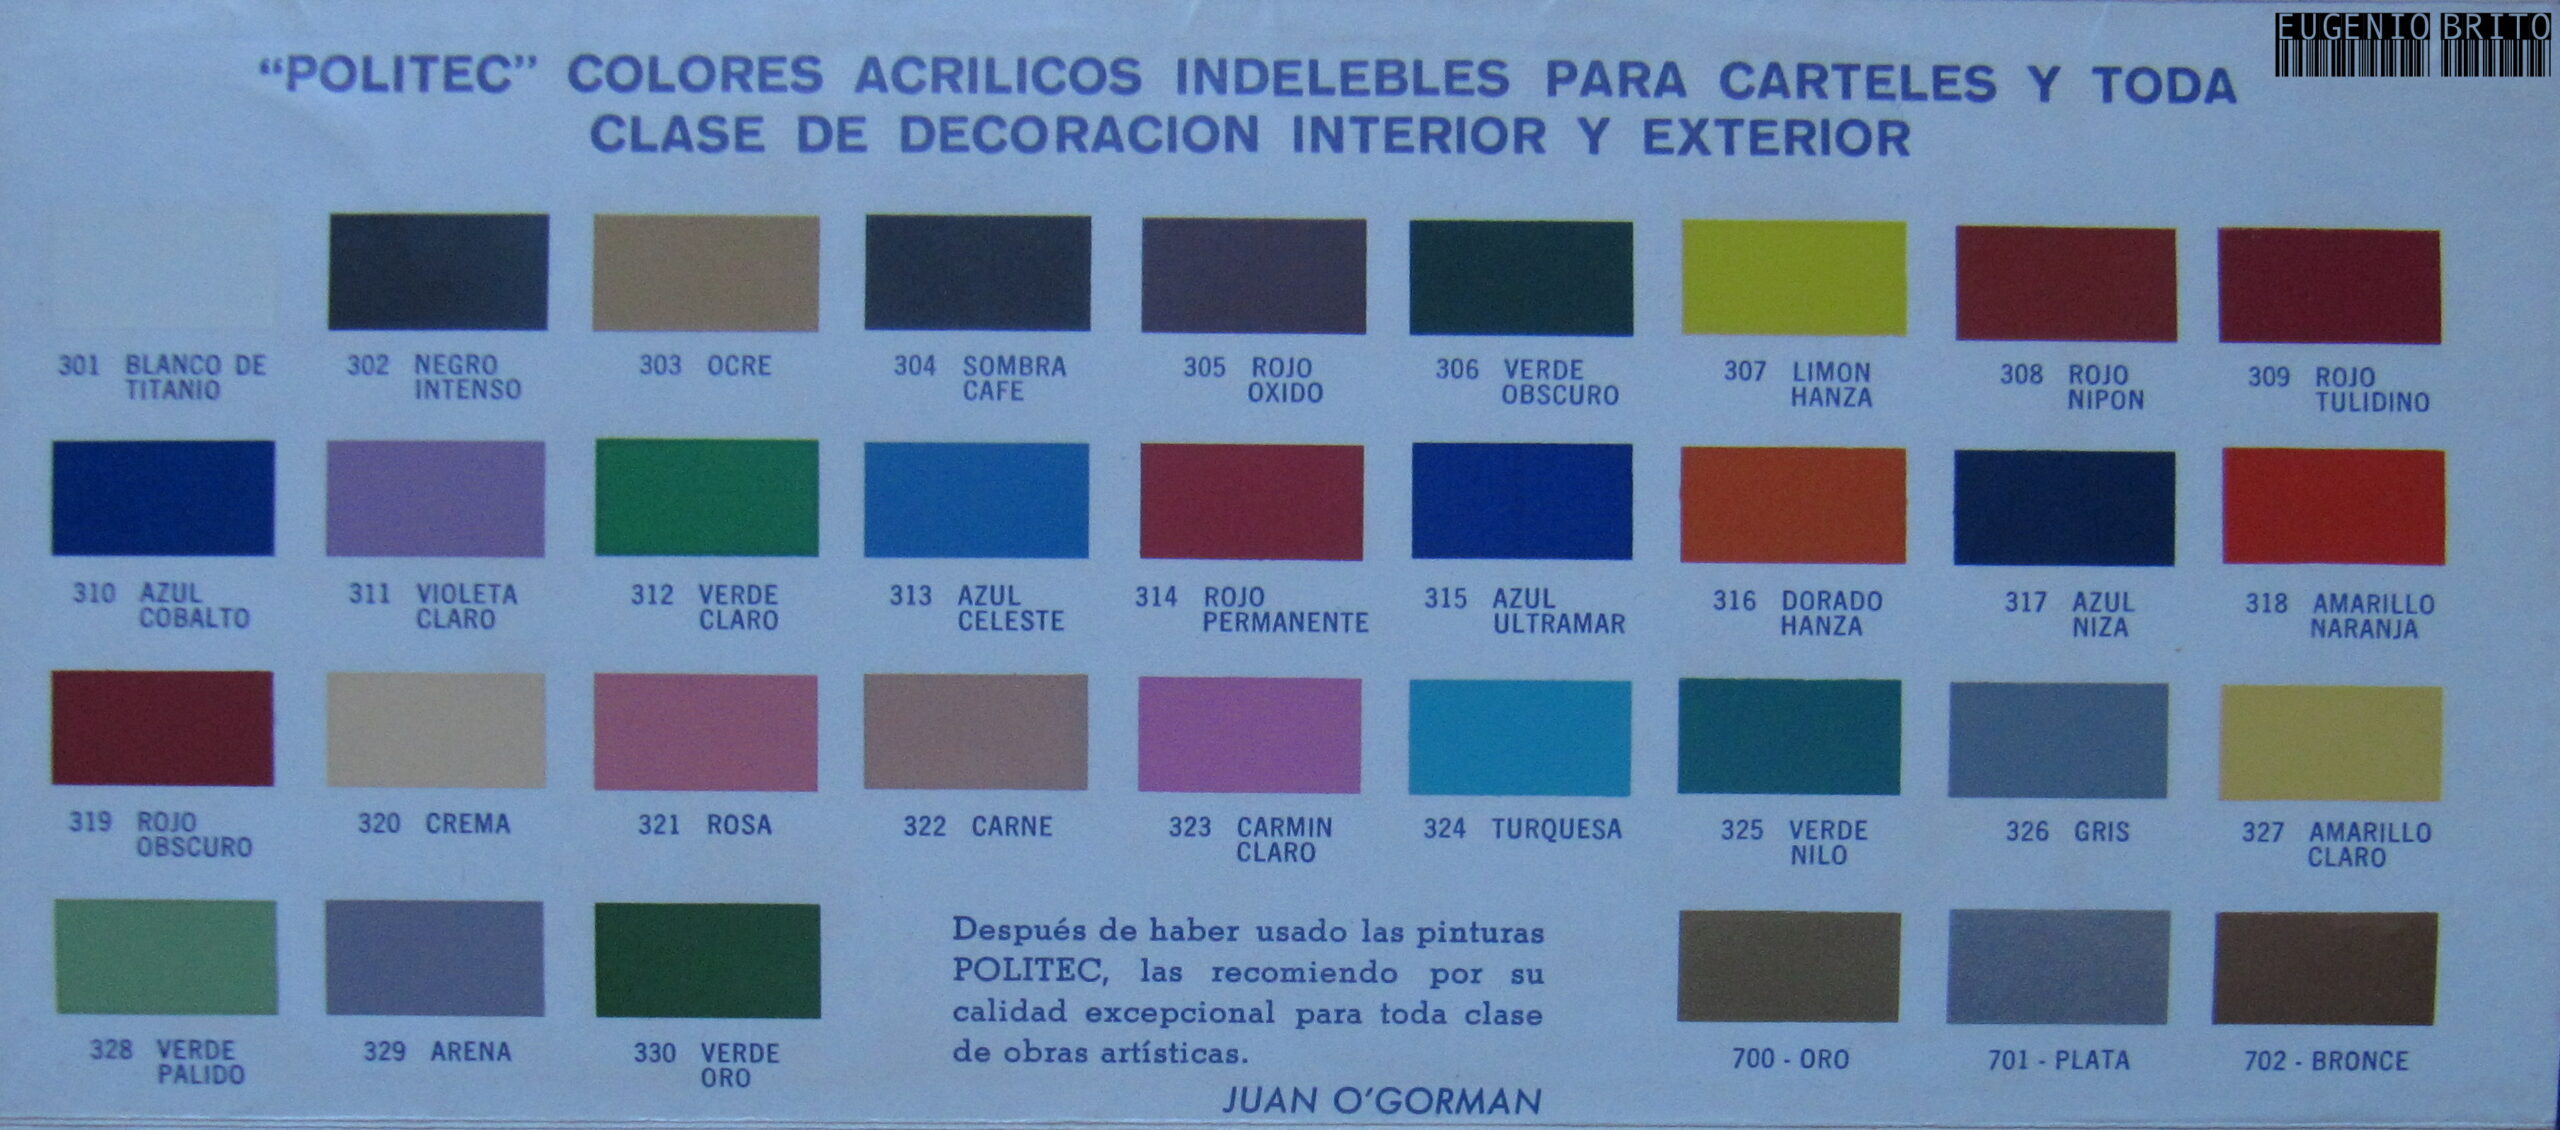 EUGENIO BRITO
“POLITEC” COLORES ACRILICOS INDELEBLES PARA CARTELES Y TODA
CLASE DE DECORACION INTERIOR Y EXTERIOR
301 BLANCO DE
TITANIO
302 NEGRO
INTENSO
303 OCRE
304 SOMBRA
CAFE
305 ROJO
OXIDO
306 VERDE
OBSCURO
307 LIMON
HANZA
308 ROJO
NIPON
309 ROJO
TULIDINO
310 AZUL
COBALTO
311 VIOLETA
CLARO
312 VERDE
CLARO
313 AZUL
CELESTE
314 ROJO
PERMANENTE
315 AZUL
ULTRAMAR
316 DORADO
HANZA
317 AZUL
NIZA
318 AMARILLO
NARANJA
319 ROJO
OBSCURO
320 CREMA
321 ROSA
322 CARNE
323 CARMIN
CLARO
324 TURQUESA
325 VERDE
NILO
326 GRIS
327 AMARILLO
CLARO
328 VERDE
PALIDO
329 ARENA
330 VERDE
ORO
Después de haber usado las pinturas
POLITEC, las recomiendo por su
calidad excepcional para toda clase
de obras artísticas.
JUAN O’GORMAN
700 - ORO
701 - PLATA
702 - BRONCE